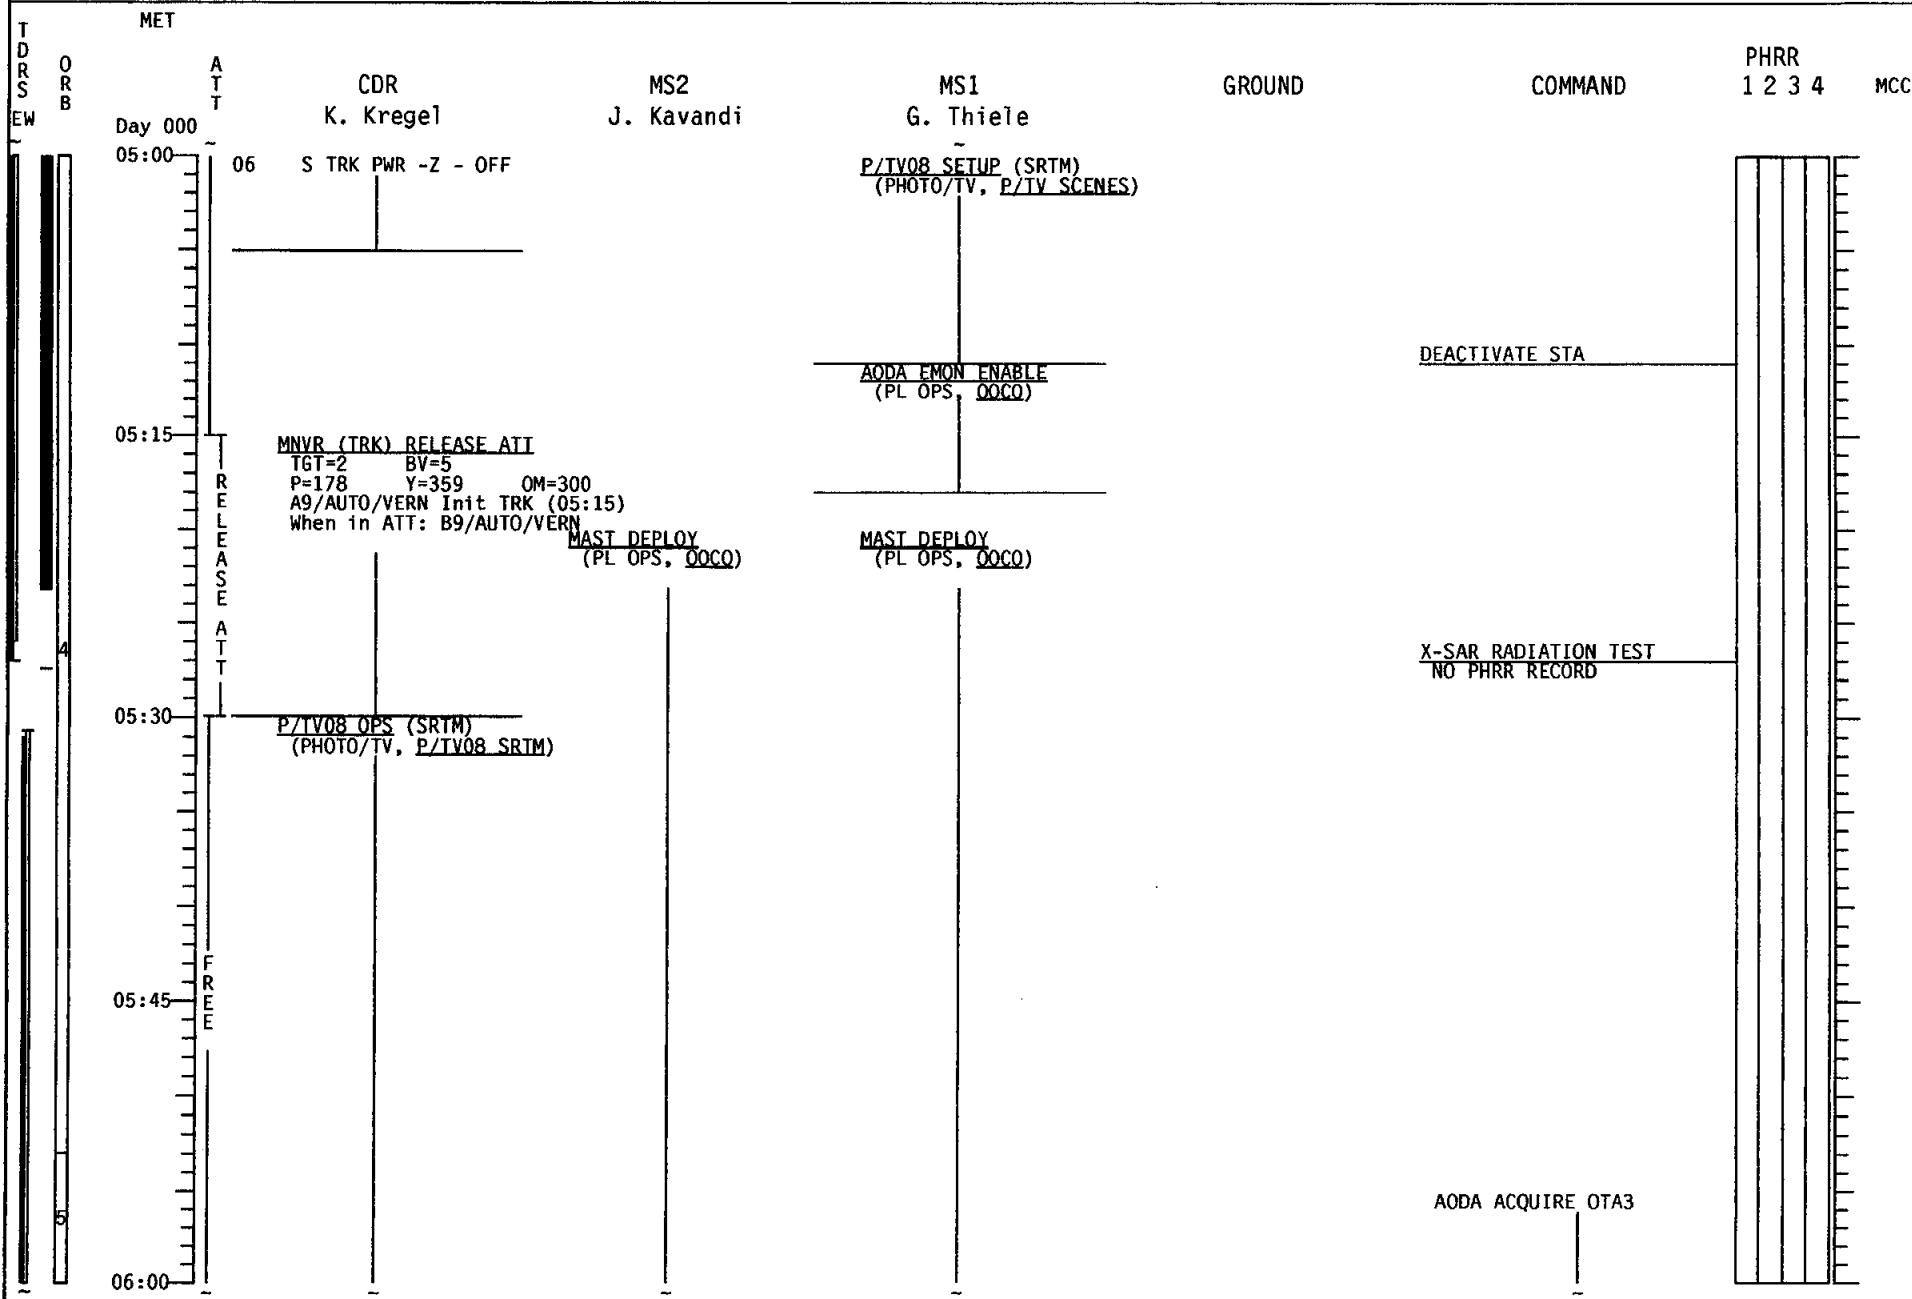 MET
TDRS
ORB
ATT
PHRR
CDR MS2 MS1 GROUND COMMAND 1 2 3 4 MCC
EW
K. Kregel J. Kavandi G. Thiele
Day 000
05:00
06 S TRK PWR -Z - OFF
P/TV08 SETUP (SRTM)
(PHOTO/TV, P/TV SCENES)
DEACTIVATE STA
AODA EMON ENABLE
(PL OPS, OOCO)
05:15
MNVR (TRK) RELEASE ATT
TGT=2 BV=5
P=178 Y=359 OM=300
A9/AUTO/VERN Init TRK (05:15)
When in ATT: B9/AUTO/VERN
RELEASE ATT
MAST DEPLOY
(PL OPS, OOCO)
MAST DEPLOY
(PL OPS, OOCO)
4
X-SAR RADIATION TEST
NO PHRR RECORD
05:30
P/TV08 OPS (SRTM)
(PHOTO/TV, P/TV08 SRTM)
FREE
05:45
AODA ACQUIRE OTA3
5
06:00